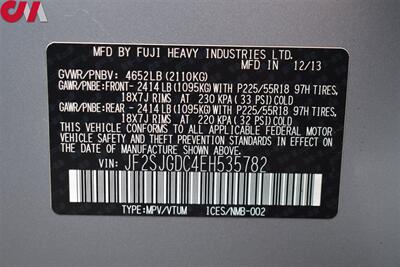 MFD. BY FUJI HEAVY INDUSTRIES LTD.
MFD. IN 12/13
GVWR/PNBV: 4652LB (2110KG)
GAWR/PNBE:FRONT- 2414 LB (1095KG) WITH P225/55R18 97H TIRES,
18X7J RIMS AT 230 KPA (33 PSI) COLD
GAWR/PNBE:REAR - 2414 LB (1095KG) WITH P225/55R18 97H TIRES,
18X7J RIMS AT 220 KPA (32 PSI) COLD
THIS VEHICLE CONFORMS TO ALL APPLICABLE FEDERAL MOTOR
VEHICLE SAFETY AND THEFT PREVENTION STANDARDS IN EFFECT ON
THE DATE OF MANUFACTURE SHOWN ABOVE.
VIN: JF2SJGDC4EH535782
TYPE:MPV/VTUM ICES/NMB-002